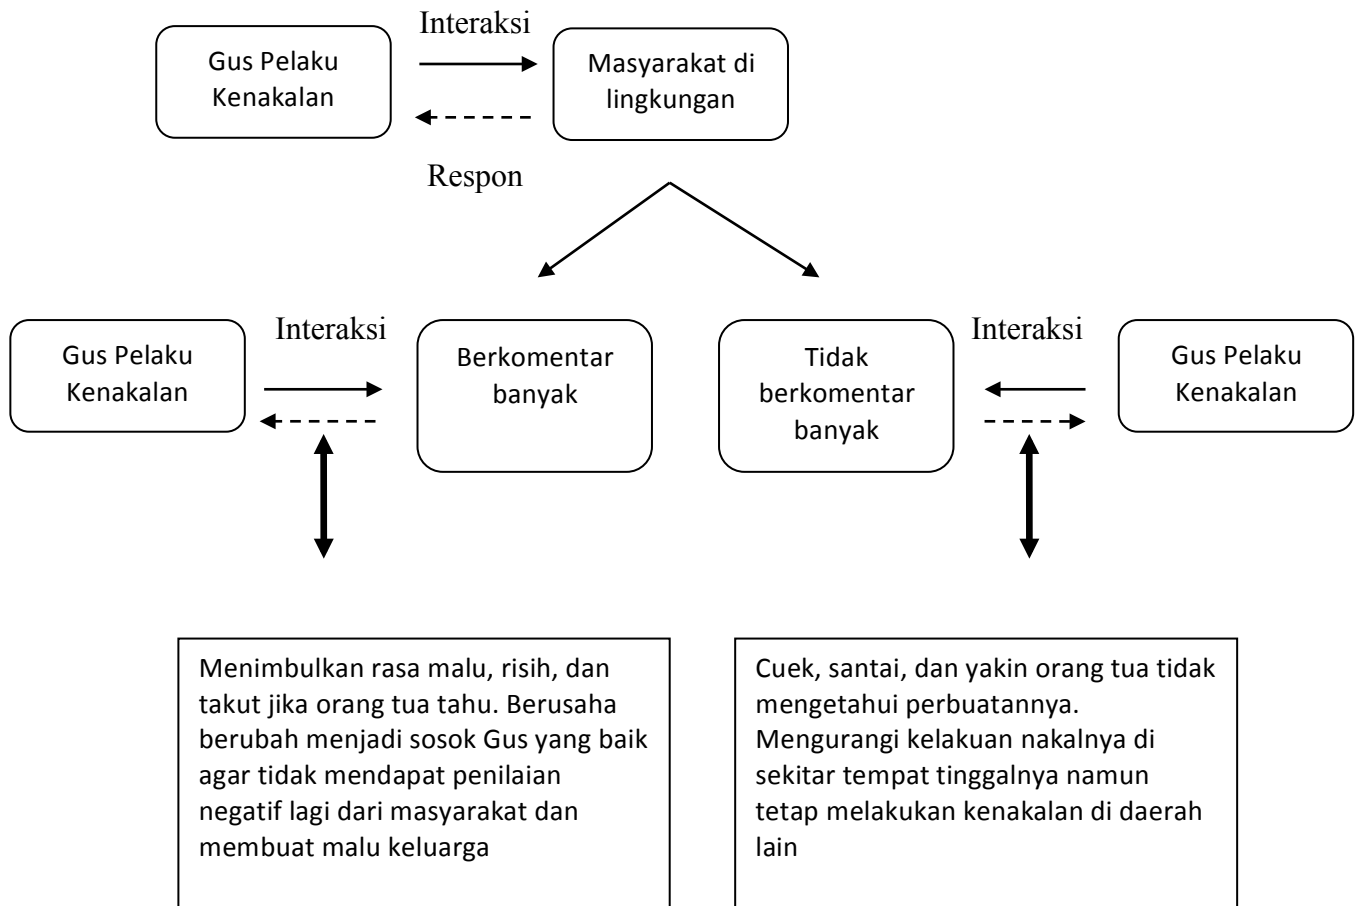 Interaksi
Gus Pelaku
Kenakalan
Masyarakat di
lingkungan
Respon
Gus Pelaku
Kenakalan
Interaksi
Berkomentar
banyak
Tidak
berkomentar
banyak
Interaksi
Gus Pelaku
Kenakalan
Menimbulkan rasa malu, risih, dan
takut jika orang tua tahu. Berusaha
berubah menjadi sosok Gus yang baik
agar tidak mendapat penilaian
negatif lagi dari masyarakat dan
membuat malu keluarga
Cuek, santai, dan yakin orang tua tidak
mengetahui perbuatannya.
Mengurangi kelakuan nakalnya di
sekitar tempat tinggalnya namun
tetap melakukan kenakalan di daerah
lain